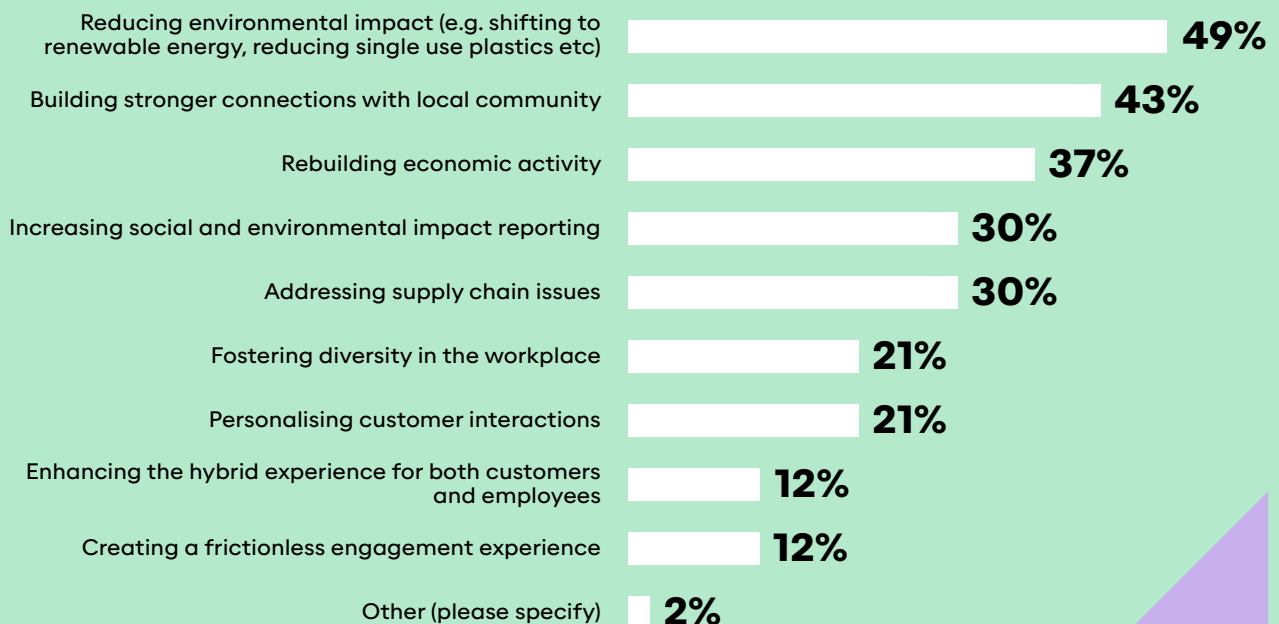 Reducing environmental impact (e.g. shifting to
renewable energy, reducing single use plastics etc)
49%
Building stronger connections with local community
43%
Rebuilding economic activity
37%
Increasing social and environmental impact reporting
30%
Addressing supply chain issues
30%
Fostering diversity in the workplace
21%
Personalising customer interactions
21%
Enhancing the hybrid experience for both customers
and employees
12%
Creating a frictionless engagement experience
12%
Other (please specify)
2%